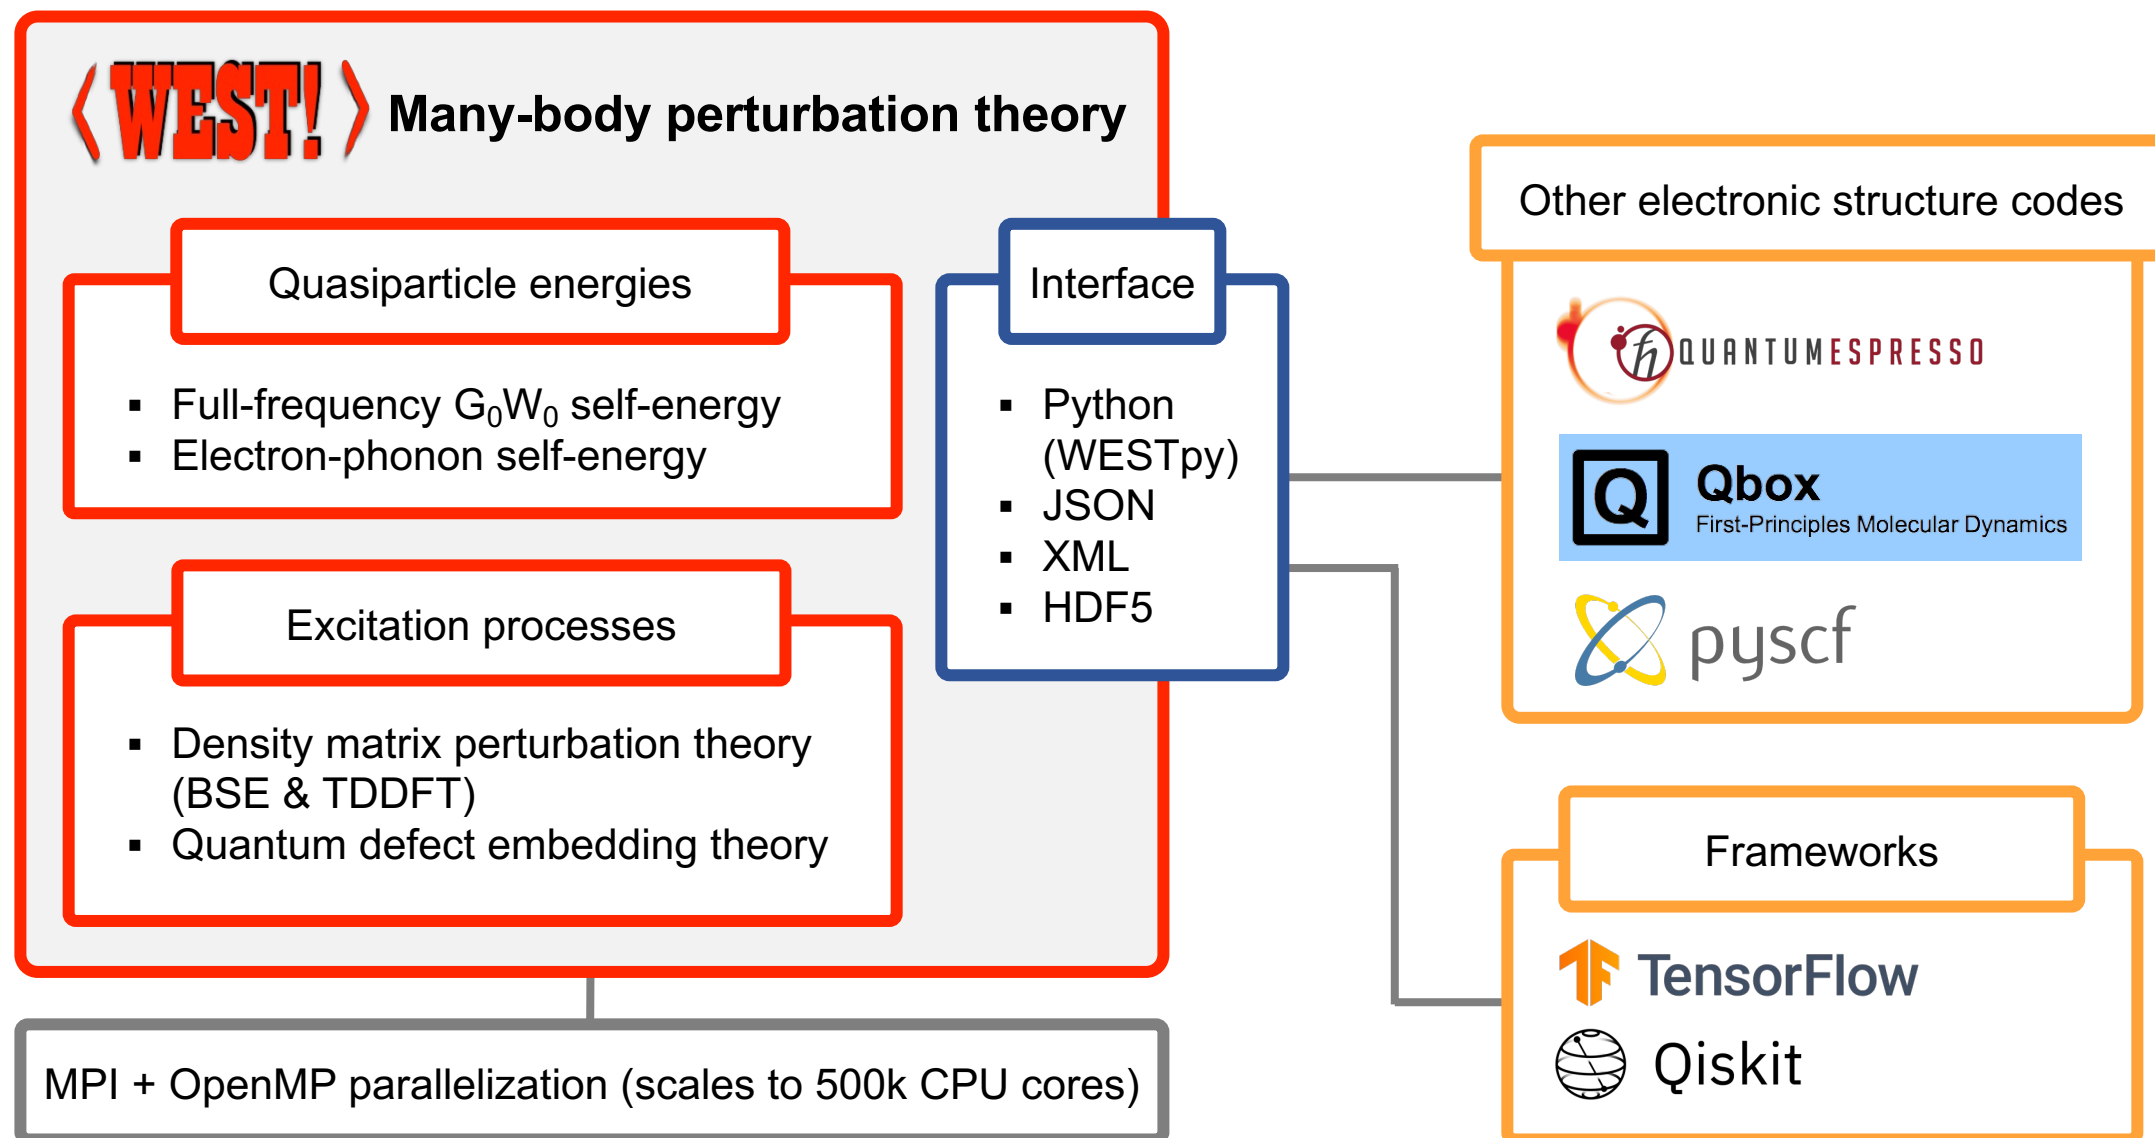 <WEST!> Many-body perturbation theory
Quasiparticle energies
▪ Full-frequency G₀W₀ self-energy
▪ Electron-phonon self-energy
Excitation processes
▪ Density matrix perturbation theory
(BSE & TDDFT)
▪ Quantum defect embedding theory
Interface
▪ Python
(WESTpy)
▪ JSON
▪ XML
▪ HDF5
MPI + OpenMP parallelization (scales to 500k CPU cores)
Other electronic structure codes
ħ QUANTUMESPRESSO
Q Qbox
First-Principles Molecular Dynamics
pyscf
Frameworks
TF TensorFlow
Qiskit